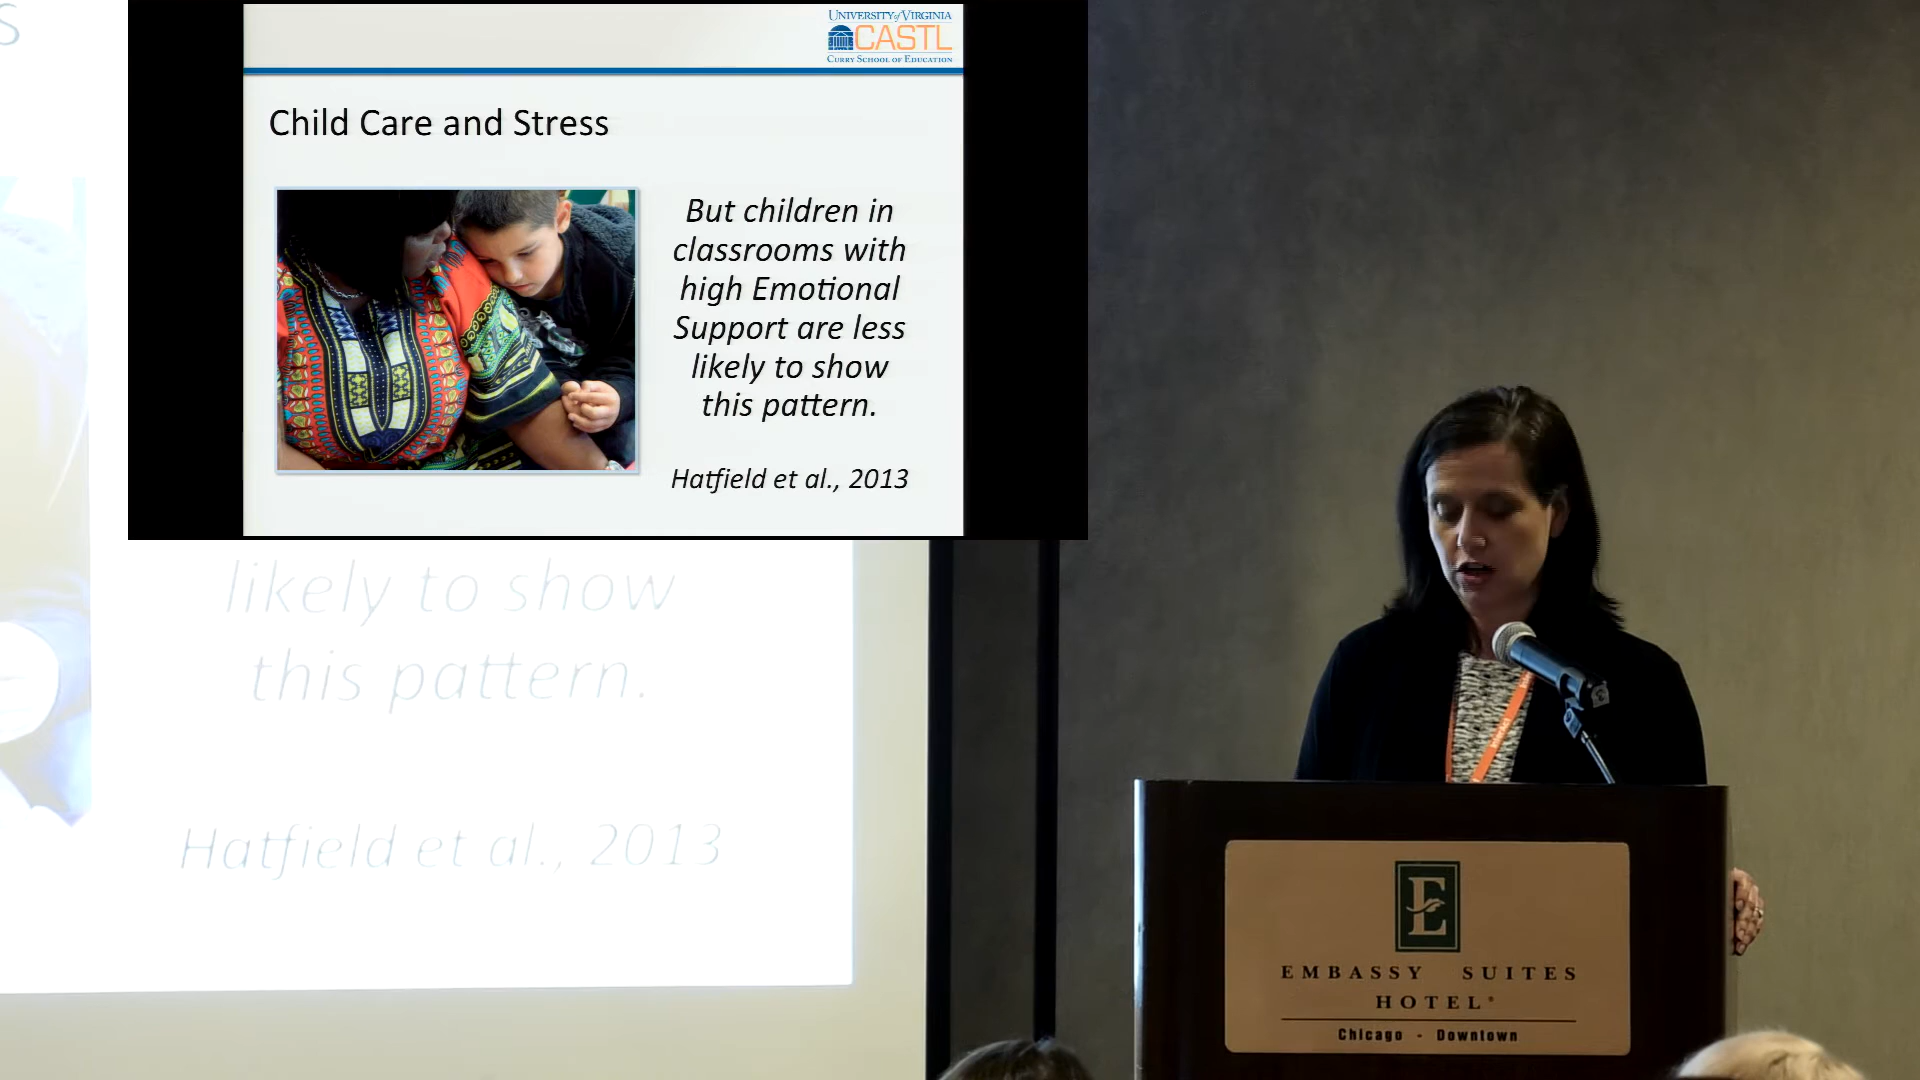 UNIVERSITY of VIRGINIA
CASTL
CURRY SCHOOL OF EDUCATION
Child Care and Stress
But children in
classrooms with
high Emotional
Support are less
likely to show
this pattern.
Hatfield et al., 2013
s
likely to show
this pattern.
Hatfield et al., 2013
E
EMBASSY SUITES
HOTEL®
Chicago - Downtown